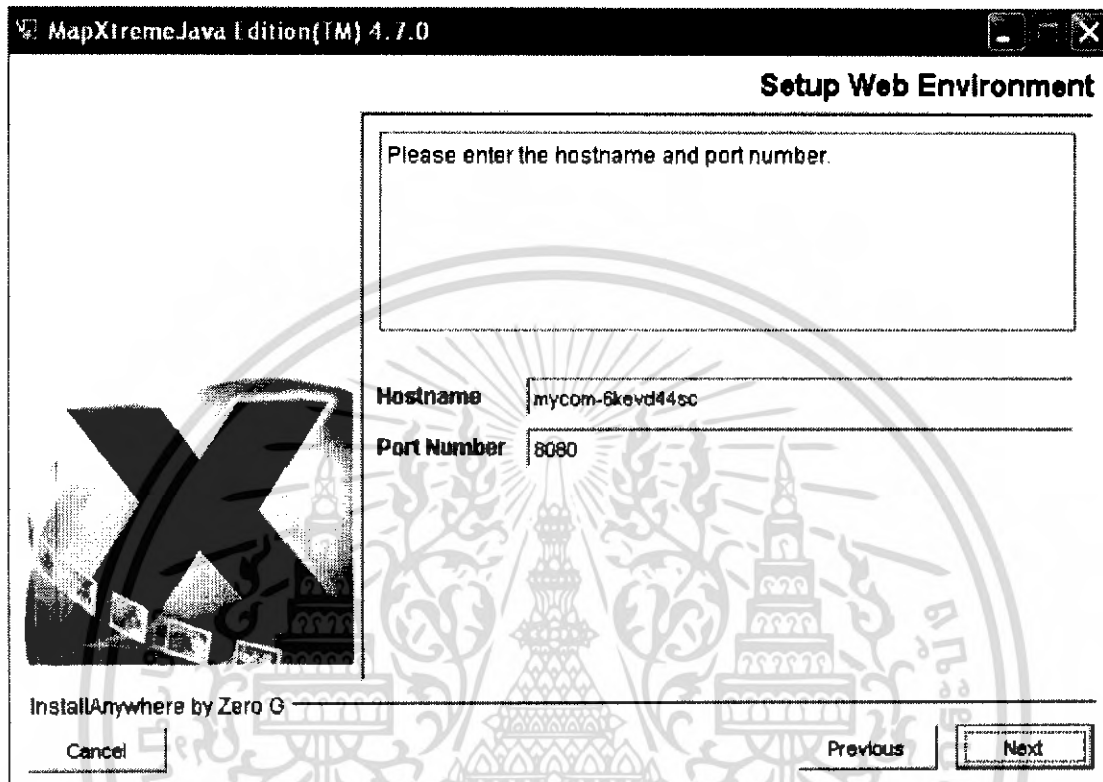 MapXtremeJava Edition(TM) 4.7.0
Setup Web Environment
Please enter the hostname and port number.
Hostname mycom-6kevd44sc
Port Number 8080
InstallAnywhere by Zero G
Cancel Previous Next